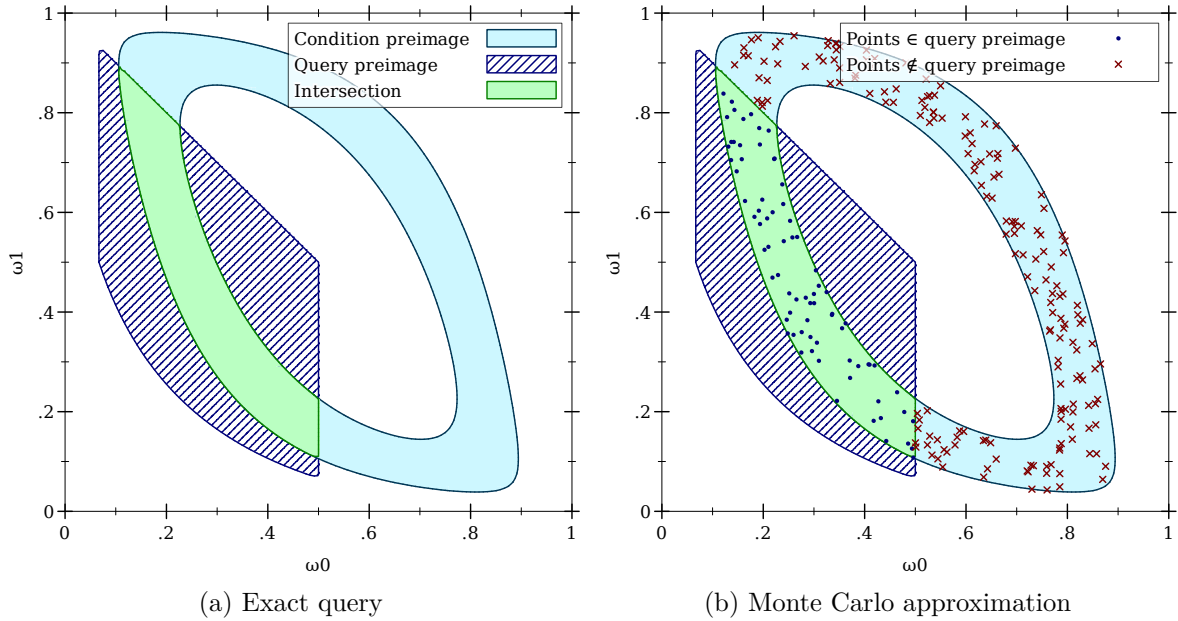 Condition preimage
Query preimage
Intersection
1
.8
.6
.4
.2
0
ω1
0 .2 .4 .6 .8 1
ω0
(a) Exact query
Points ∈ query preimage
Points ∉ query preimage
1
.8
.6
.4
.2
0
ω1
0 .2 .4 .6 .8 1
ω0
(b) Monte Carlo approximation